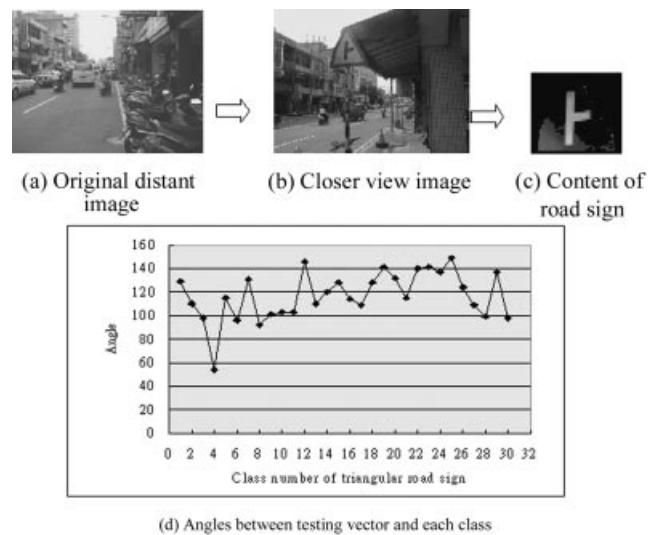 (a) Original distant
image
(b) Closer view image
(c) Content of
road sign
160
140
120
100
80
60
40
20
0
Angle
0 2 4 6 8 10 12 14 16 18 20 22 24 26 28 30 32
Class number of triangular road sign
(d) Angles between testing vector and each class